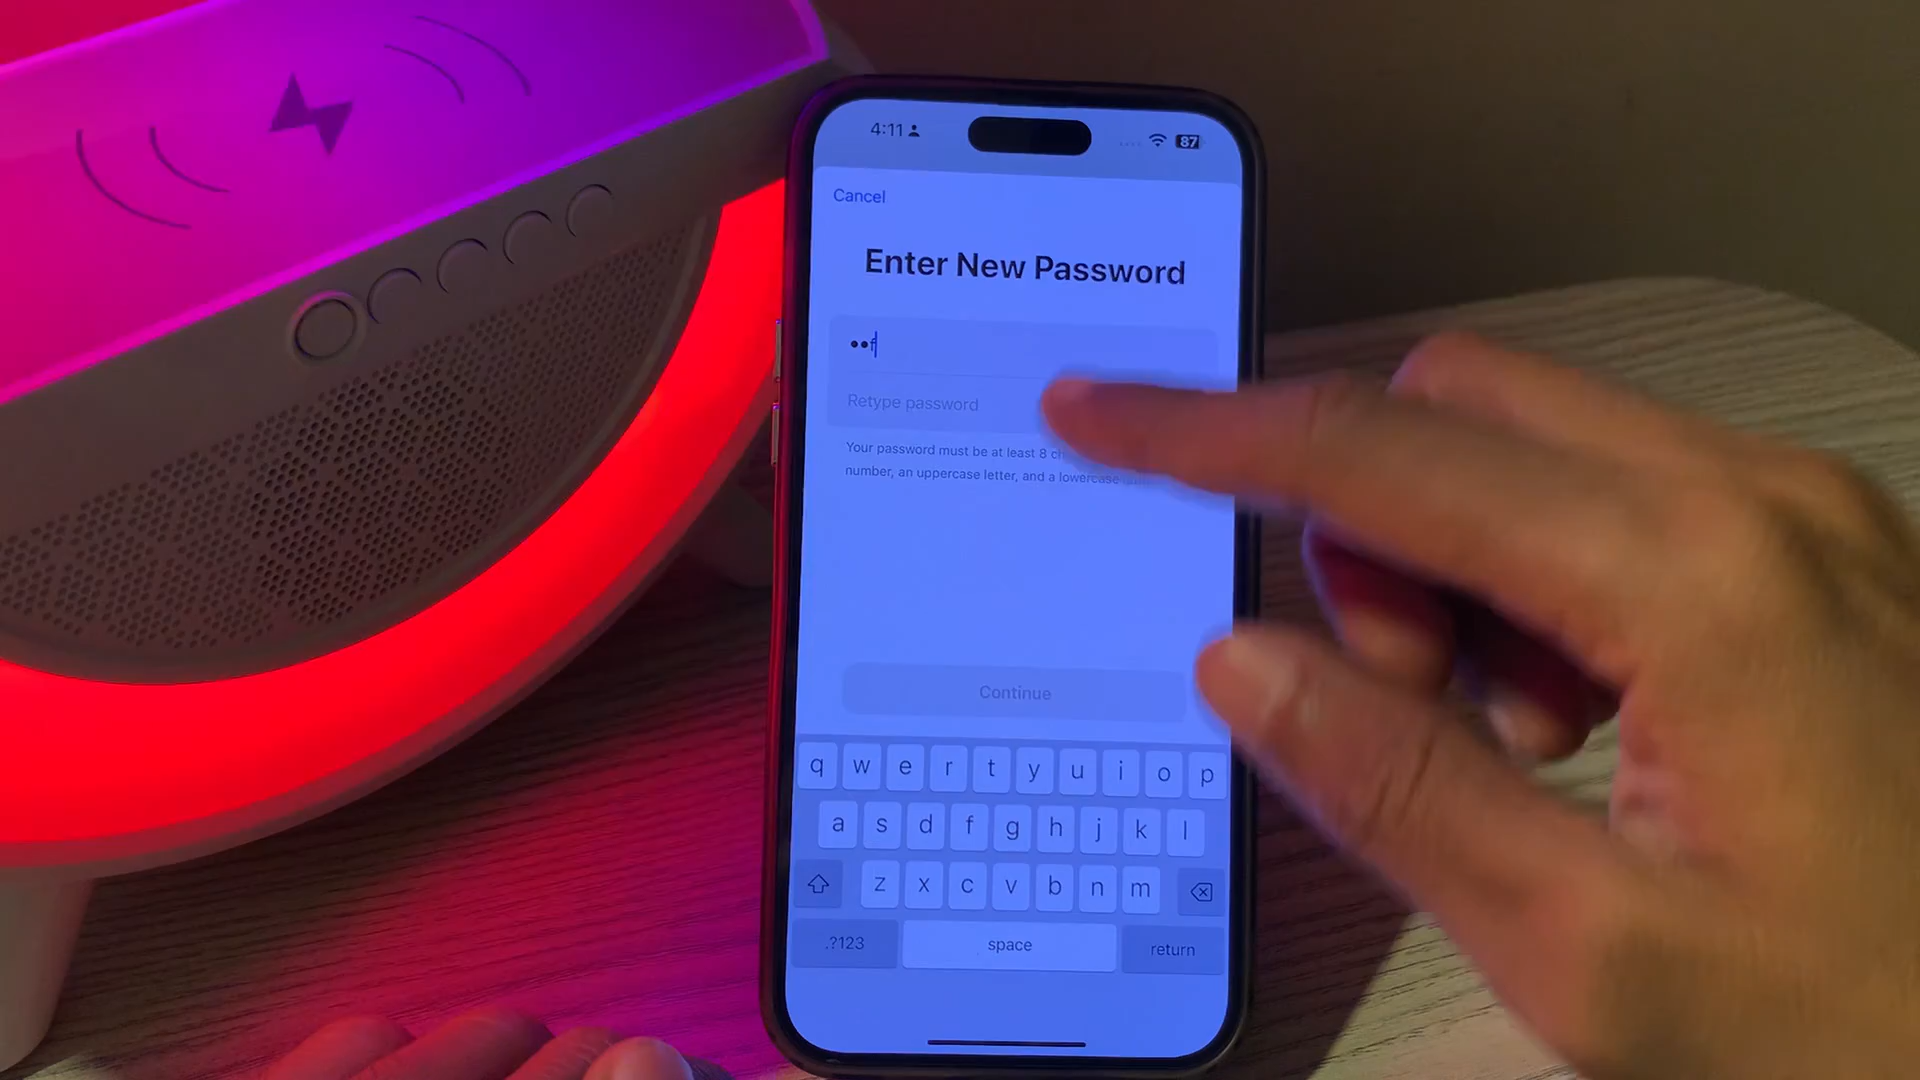 4:11
87
Cancel
Enter New Password
••f
Retype password
Your password must be at least 8
number, an uppercase letter, and a lowercase
Continue
q w e r t y u i o p
a s d f g h j k l
z x c v b n m
.?123 space return